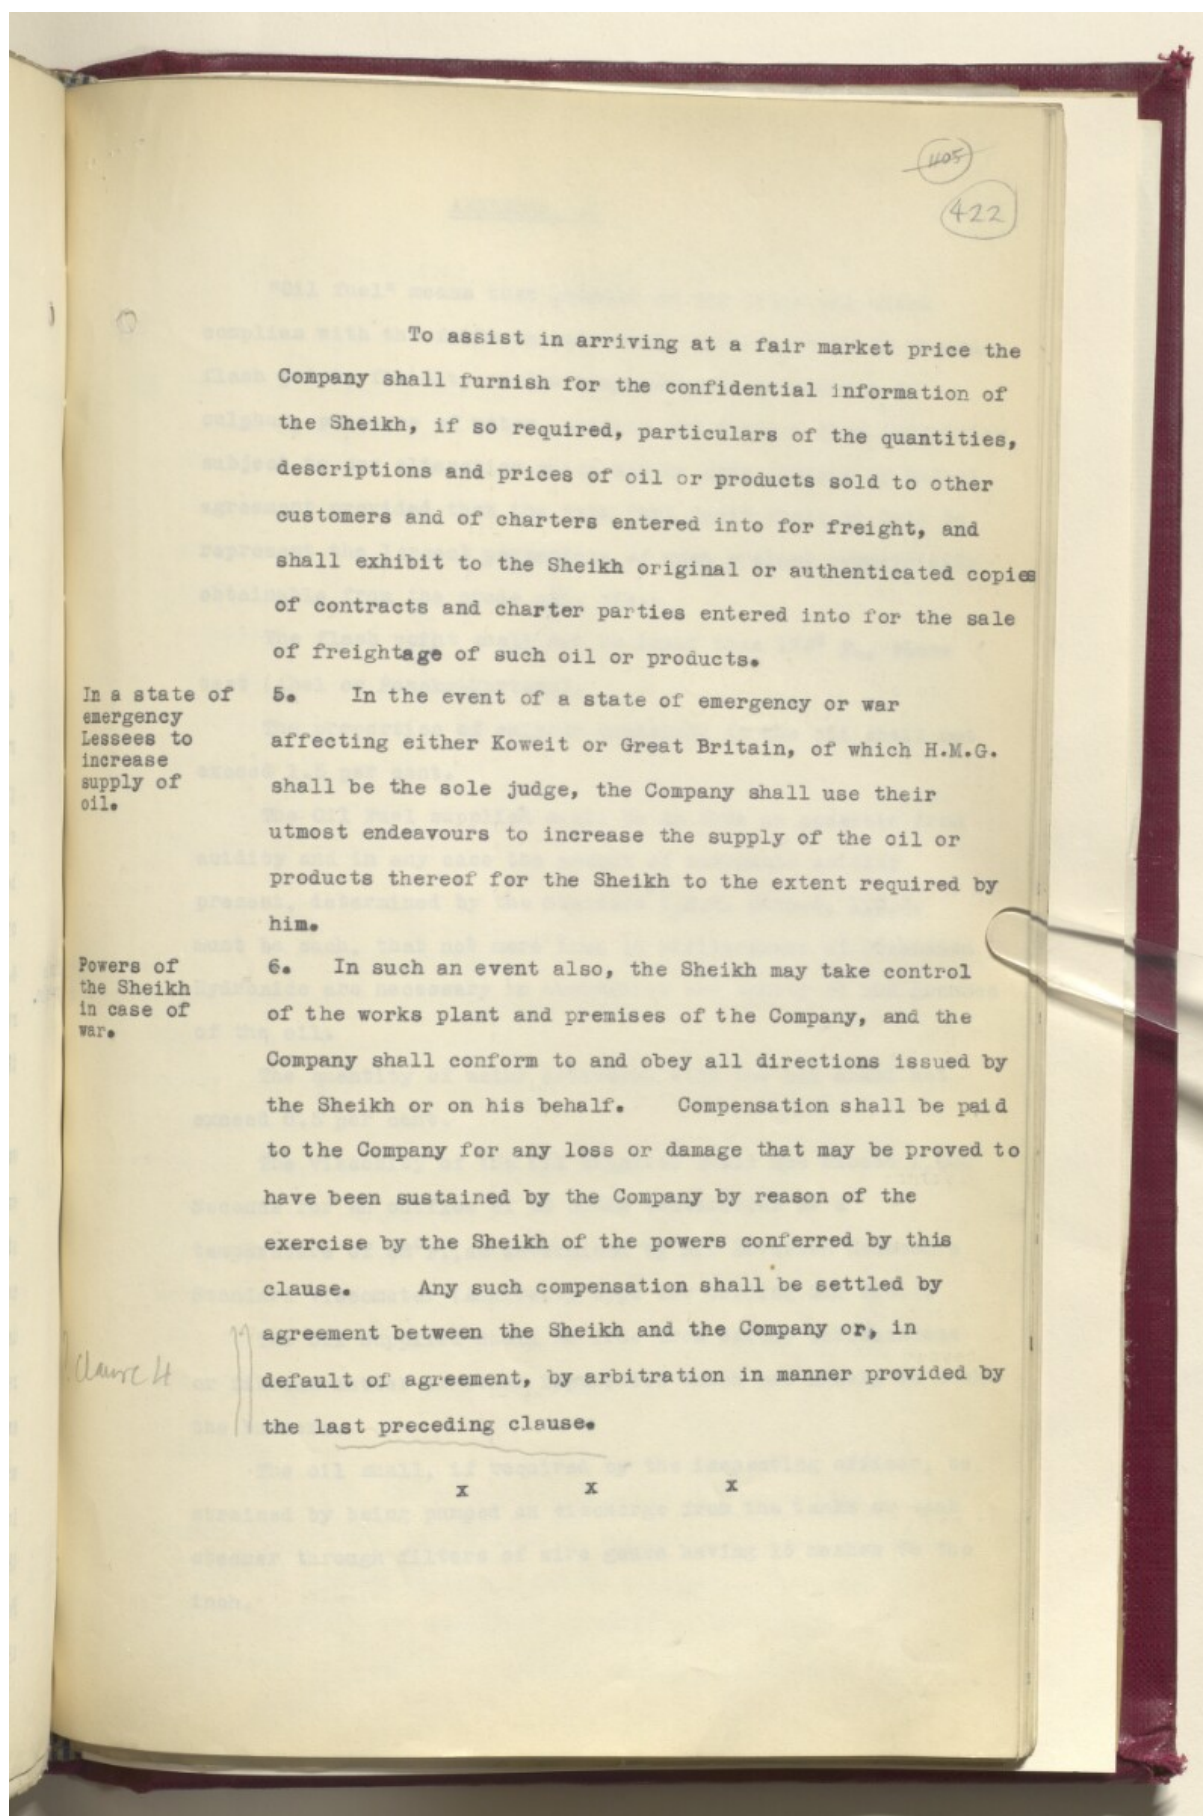 1105
422
To assist in arriving at a fair market price the
Company shall furnish for the confidential information of
the Sheikh, if so required, particulars of the quantities,
descriptions and prices of oil or products sold to other
customers and of charters entered into for freight, and
shall exhibit to the Sheikh original or authenticated copies
of contracts and charter parties entered into for the sale
of freightage of such oil or products.
In a state of
emergency
Lessees to
increase
supply of
oil.
5. In the event of a state of emergency or war
affecting either Koweit or Great Britain, of which H.M.G.
shall be the sole judge, the Company shall use their
utmost endeavours to increase the supply of the oil or
products thereof for the Sheikh to the extent required by
him.
Powers of
the Sheikh
in case of
war.
6. In such an event also, the Sheikh may take control
of the works plant and premises of the Company, and the
Company shall conform to and obey all directions issued by
the Sheikh or on his behalf. Compensation shall be paid
to the Company for any loss or damage that may be proved to
have been sustained by the Company by reason of the
exercise by the Sheikh of the powers conferred by this
clause. Any such compensation shall be settled by
agreement between the Sheikh and the Company or, in
default of agreement, by arbitration in manner provided by
the last preceding clause.
Clause 4
x x x